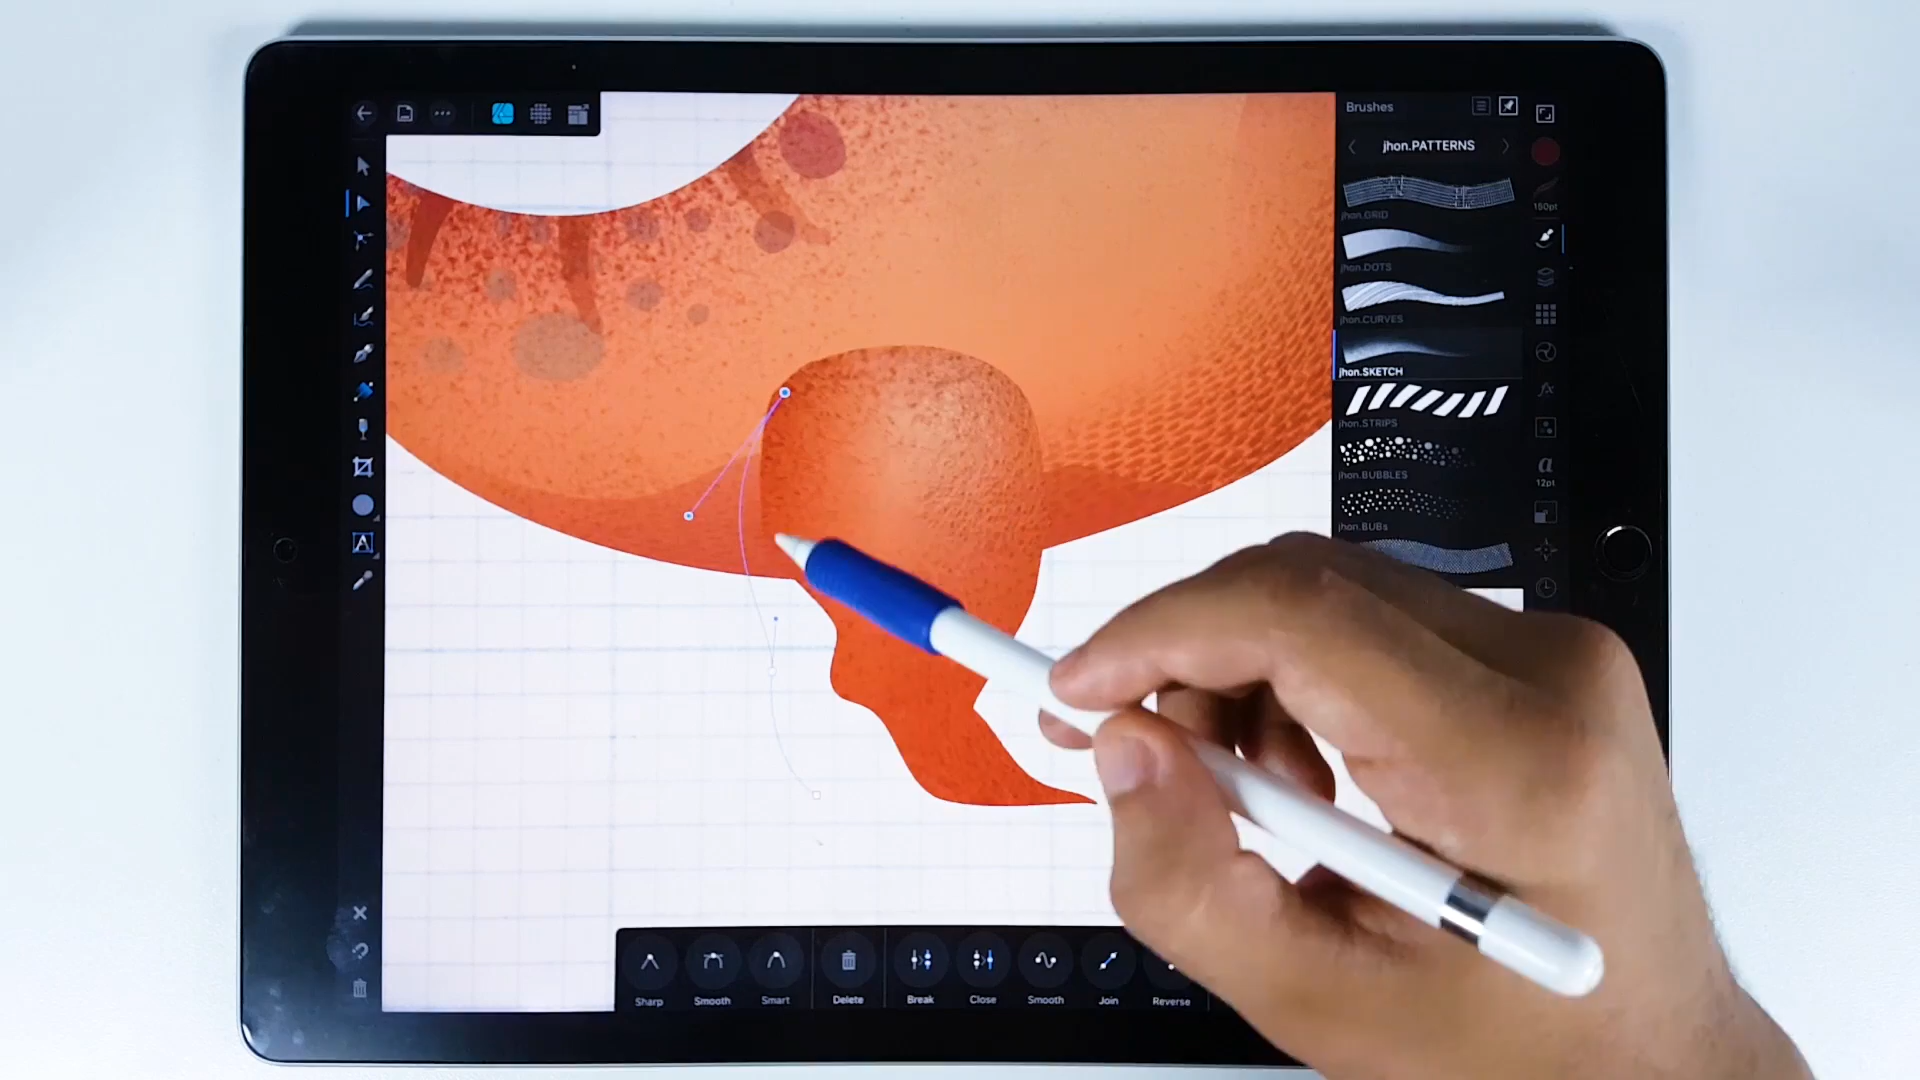 Brushes
jhon.PATTERNS
jhon.GRID
jhon.DOTS
jhon.CURVES
jhon.SKETCH
jhon.STRIPS
jhon.BUBBLES
jhon.BUBs
150pt
fx
a
12pt
A
Sharp
Smooth
Smart
Delete
Break
Close
Smooth
Join
Reverse